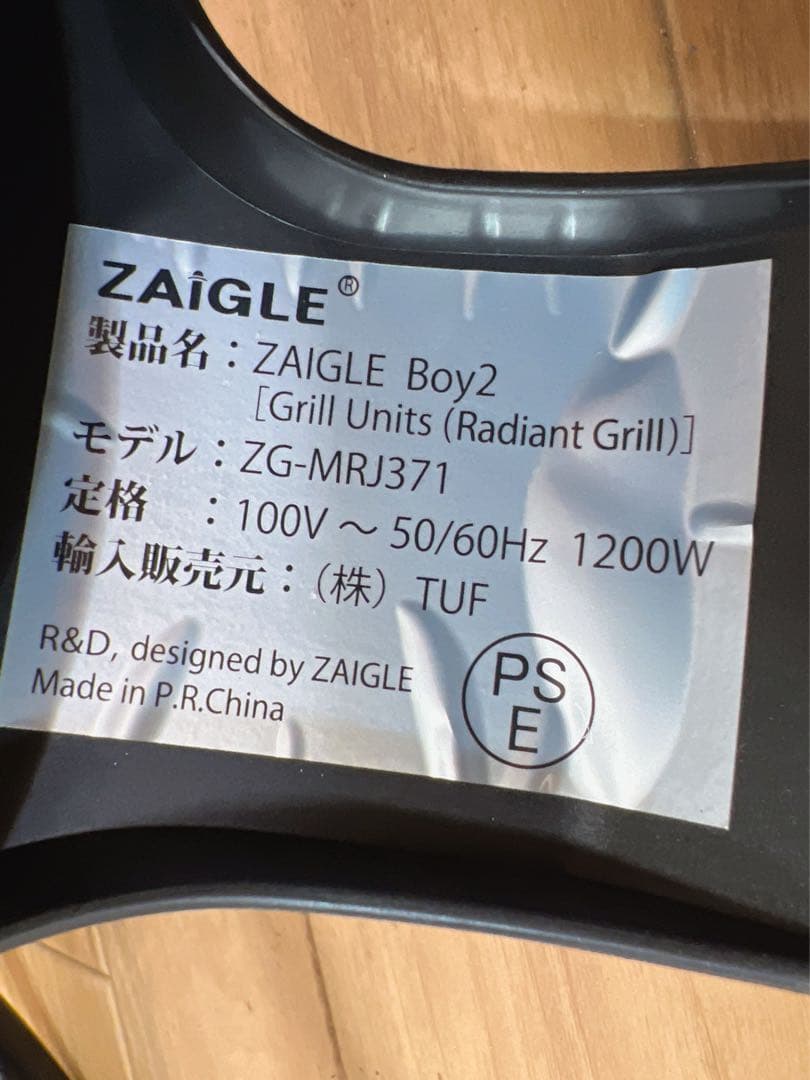 ZAiGLE®
製品名：ZAIGLE Boy2
[Grill Units (Radiant Grill)]
モデル：ZG-MRJ371
定格　：100V～50/60Hz 1200W
輸入販売元：（株）TUF
R&D, designed by ZAIGLE
Made in P.R.China
PS
E